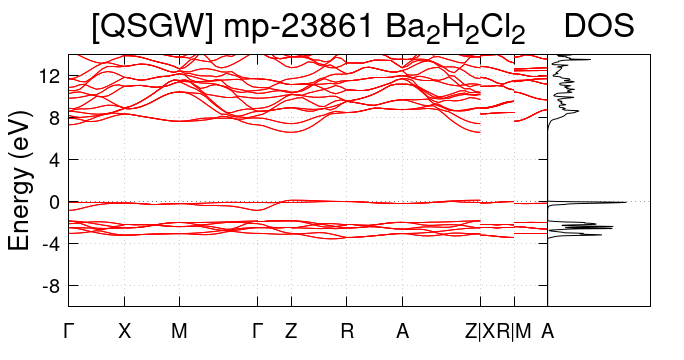 [QSGW] mp-23861 Ba₂H₂Cl₂ DOS
Energy (eV)
12
8
4
0
-4
-8
Γ X M Γ Z R A Z|XR|M A